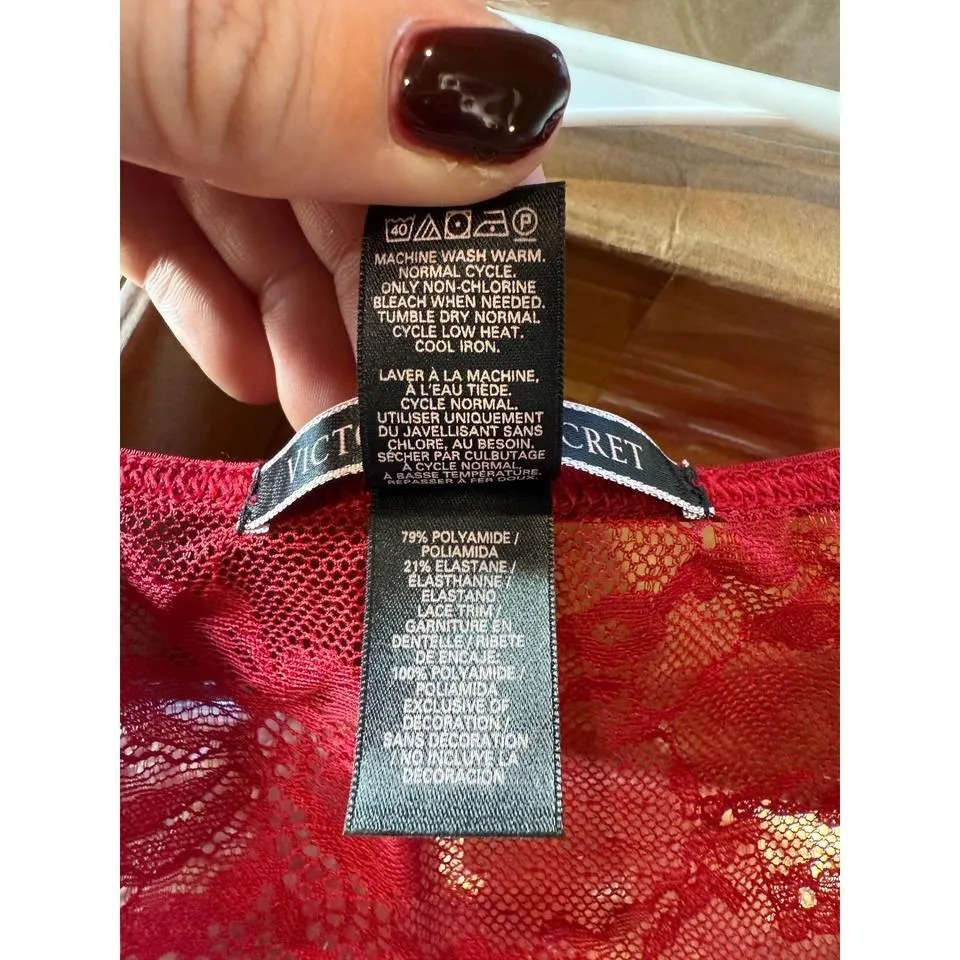 40 P
MACHINE WASH WARM.
NORMAL CYCLE.
ONLY NON-CHLORINE
BLEACH WHEN NEEDED.
TUMBLE DRY NORMAL
CYCLE LOW HEAT.
COOL IRON.
LAVER À LA MACHINE,
À L'EAU TIÈDE.
CYCLE NORMAL.
UTILISER UNIQUEMENT
DU JAVELLISANT SANS
CHLORE, AU BESOIN.
SÉCHER PAR CULBUTAGE
À CYCLE NORMAL,
À BASSE TEMPÉRATURE.
REPASSER À FER DOUX.
VICTO CRET
79% POLYAMIDE /
POLIAMIDA
21% ELASTANE /
ÉLASTHANNE /
ELASTANO
LACE TRIM /
GARNITURE EN
DENTELLE / RIBETE
DE ENCAJE:
100% POLYAMIDE /
POLIAMIDA
EXCLUSIVE OF
DECORATION /
SANS DÉCORATION
/ NO INCLUYE LA
DECORACIÓN